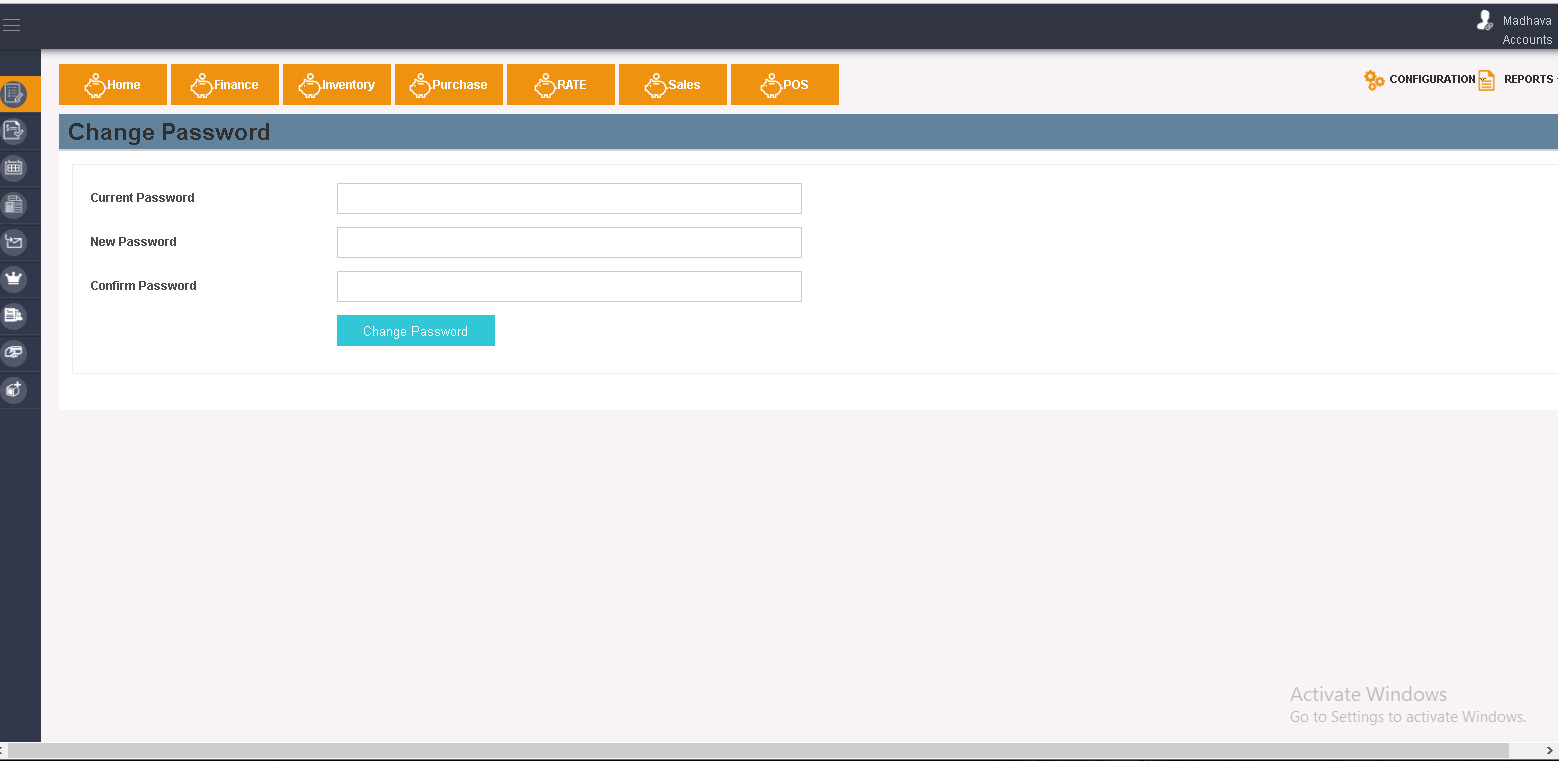 Madhava
Accounts
Home Finance Inventory Purchase RATE Sales POS
CONFIGURATION REPORTS
Change Password
Current Password
New Password
Confirm Password
Change Password
Activate Windows
Go to Settings to activate Windows.